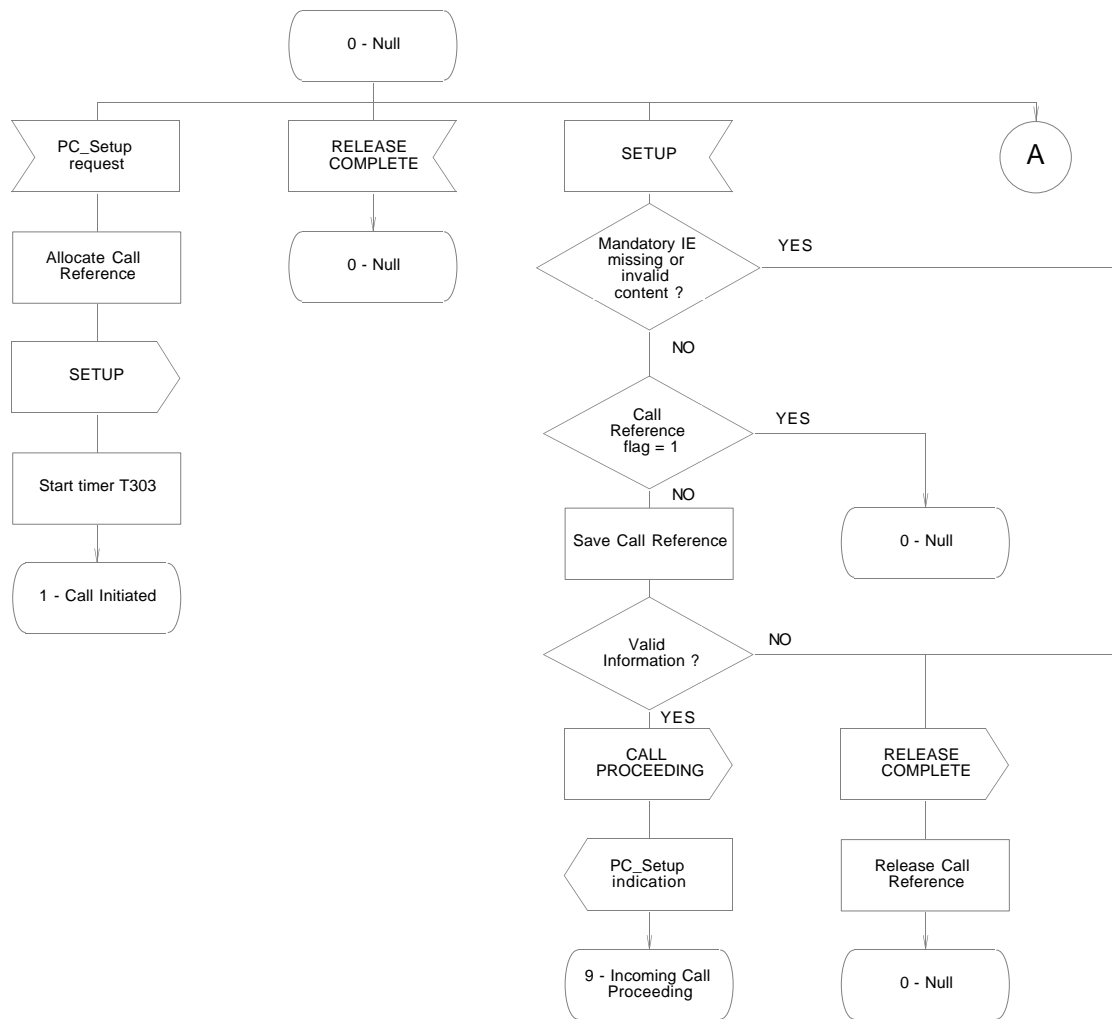 0 - Null
PC_Setup
request
RELEASE
COMPLETE
SETUP
A
Allocate Call
Reference
0 - Null
Mandatory IE
missing or
invalid
content ?
YES
NO
SETUP
Call
Reference
flag = 1
YES
NO
Start timer T303
Save Call Reference
0 - Null
1 - Call Initiated
Valid
Information ?
NO
YES
CALL
PROCEEDING
RELEASE
COMPLETE
PC_Setup
indication
Release Call
Reference
9 - Incoming Call
Proceeding
0 - Null